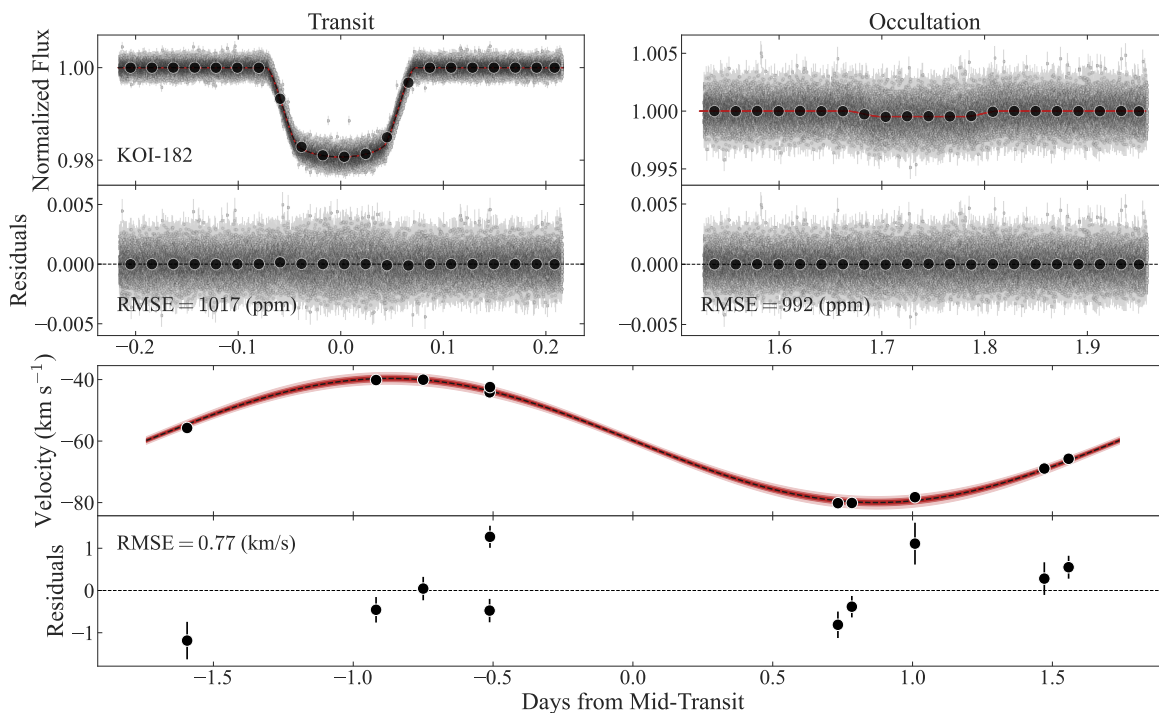 Transit
Occultation
Normalized Flux
1.00
0.98
KOI-182
1.005
1.000
0.995
Residuals
0.005
0.000
−0.005
RMSE = 1017 (ppm)
−0.2 −0.1 0.0 0.1 0.2
0.005
0.000
−0.005
RMSE = 992 (ppm)
1.6 1.7 1.8 1.9
Velocity (km s⁻¹)
−40
−60
−80
Residuals
1
0
−1
RMSE = 0.77 (km/s)
−1.5 −1.0 −0.5 0.0 0.5 1.0 1.5
Days from Mid-Transit